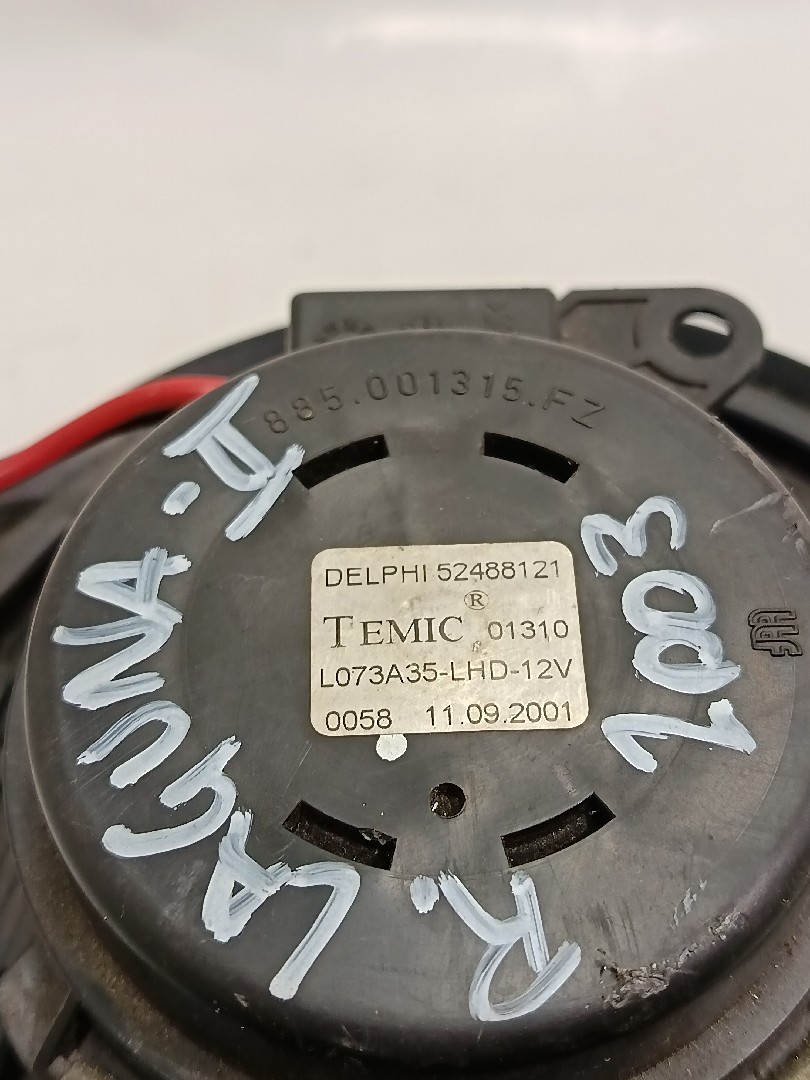 885.001315.FZ
DELPHI 52488121
TEMIC® 01310
L073A35-LHD-12V
0058 11.09.2001
R. LAGUNA-II
2003